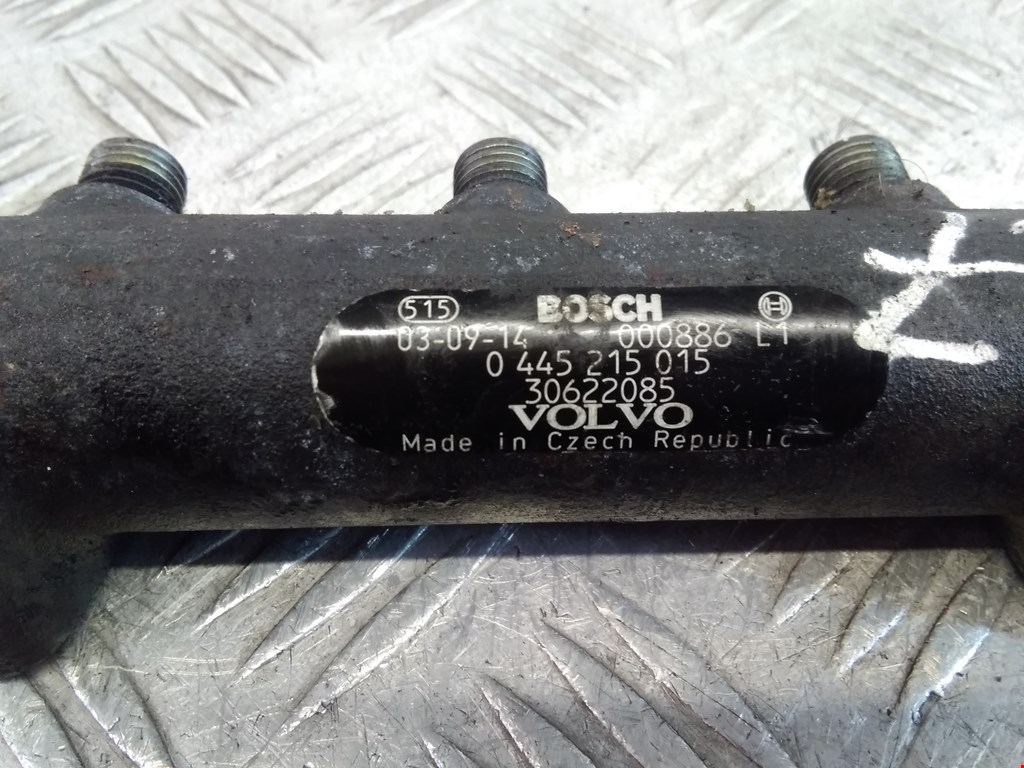 515 BOSCH
03-09-14 000886 L1
0 445 215 015
30622085
VOLVO
Made in Czech Republic